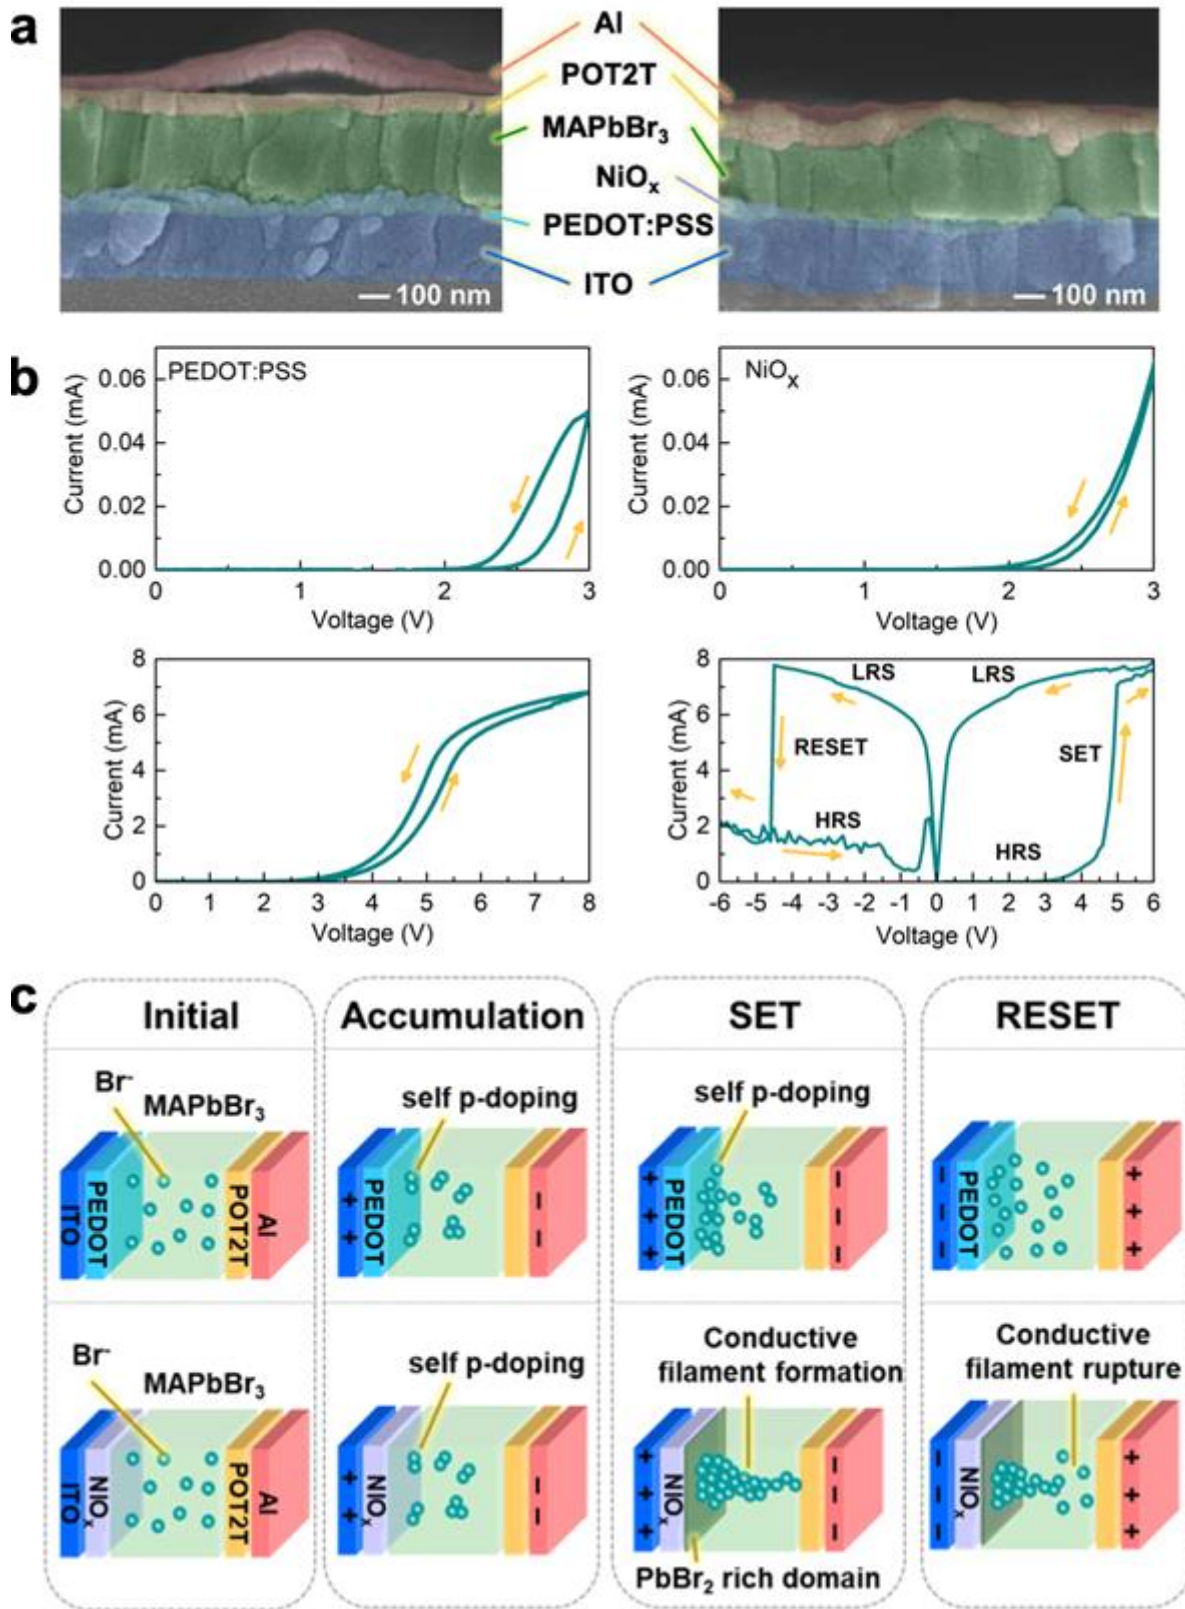 a
Al
POT2T
MAPbBr₃
NiOₓ
PEDOT:PSS
ITO
100 nm
100 nm
b
PEDOT:PSS
Current (mA)
0.06
0.04
0.02
0.00
0 1 2 3
Voltage (V)
NiOₓ
Current (mA)
0.06
0.04
0.02
0.00
0 1 2 3
Voltage (V)
Current (mA)
8
6
4
2
0
0 1 2 3 4 5 6 7 8
Voltage (V)
Current (mA)
8
6
4
2
0
LRS LRS
RESET SET
HRS
HRS
-6 -5 -4 -3 -2 -1 0 1 2 3 4 5 6
Voltage (V)
c
Initial
Accumulation
SET
RESET
Br⁻
MAPbBr₃
ITO
PEDOT
POT2T
Al
self p-doping
+ + PEDOT − −
self p-doping
+ + + PEDOT − − −
− − − PEDOT + + +
Br⁻
MAPbBr₃
ITO
NIOₓ
POT2T
Al
self p-doping
+ + NIOₓ − −
Conductive
filament formation
+ + + NIOₓ − − −
PbBr₂ rich domain
Conductive
filament rupture
− − − NIOₓ + + +